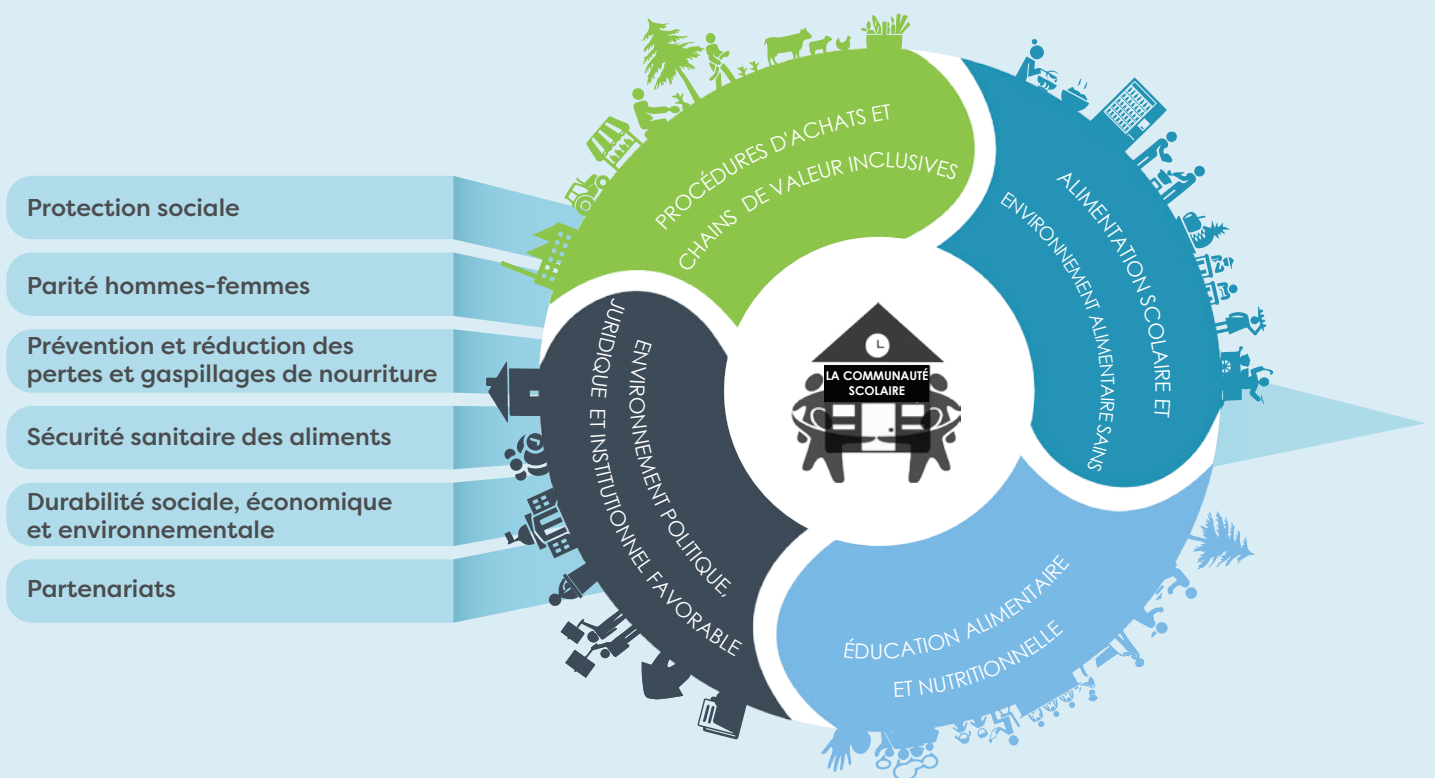 Protection sociale
Parité hommes-femmes
Prévention et réduction des
pertes et gaspillages de nourriture
Sécurité sanitaire des aliments
Durabilité sociale, économique
et environnementale
Partenariats
PROCÉDURES D'ACHATS ET
CHAINS DE VALEUR INCLUSIVES
ALIMENTATION SCOLAIRE ET
ENVIRONNEMENT ALIMENTAIRE SAINS
ÉDUCATION ALIMENTAIRE
ET NUTRITIONNELLE
ENVIRONNEMENT POLITIQUE,
JURIDIQUE ET INSTITUTIONNEL FAVORABLE
LA COMMUNAUTÉ
SCOLAIRE